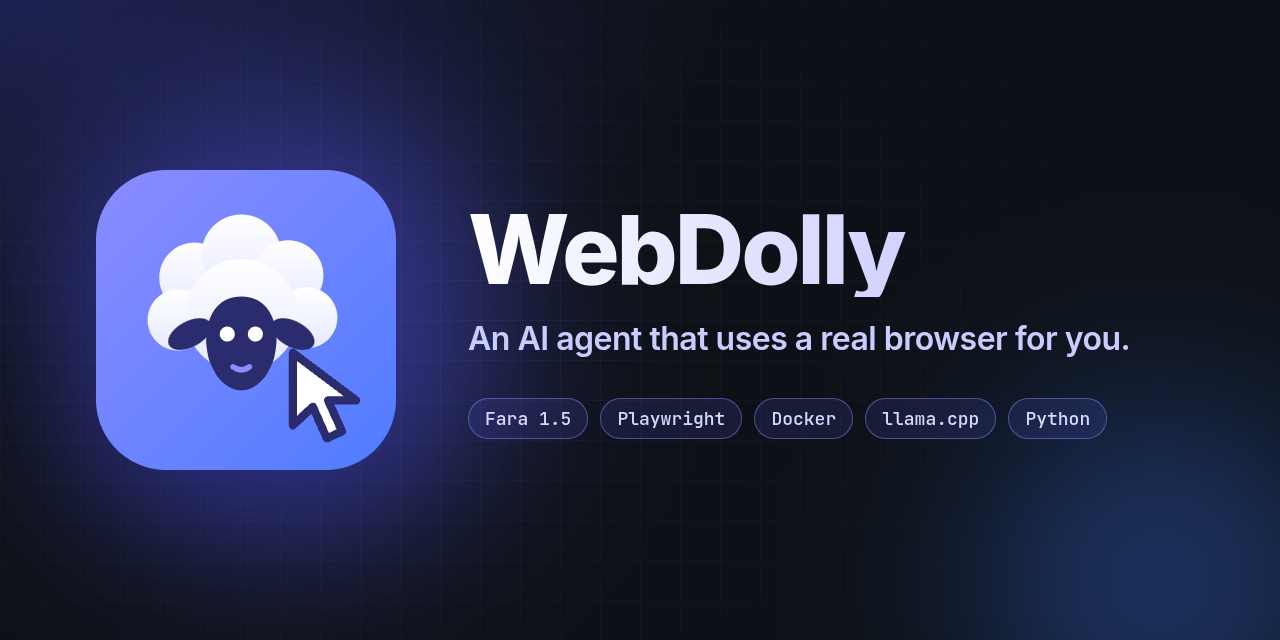 WebDolly
An AI agent that uses a real browser for you.
Fara 1.5 Playwright Docker llama.cpp Python